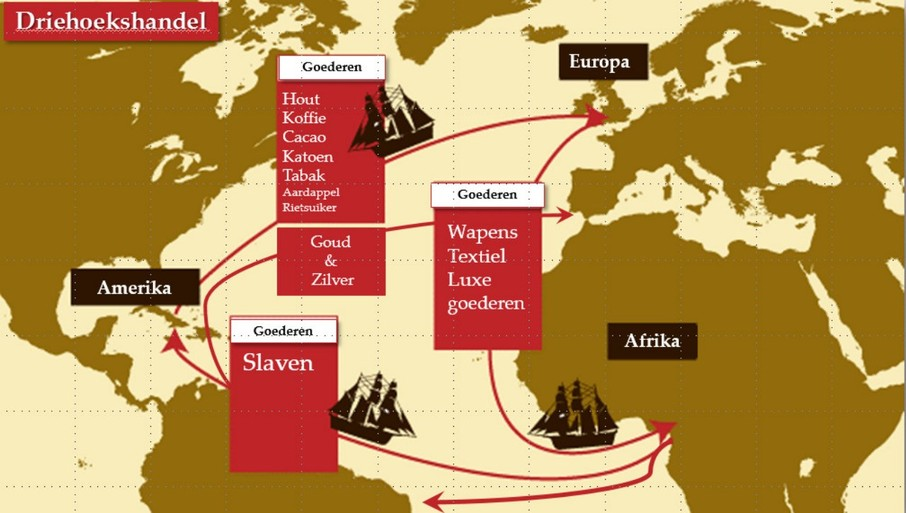 Driehoekshandel
Europa
Goederen
Hout
Koffie
Cacao
Katoen
Tabak
Aardappel
Rietsuiker
Goud
&
Zilver
Goederen
Wapens
Textiel
Luxe
goederen
Amerika
Goederen
Slaven
Afrika